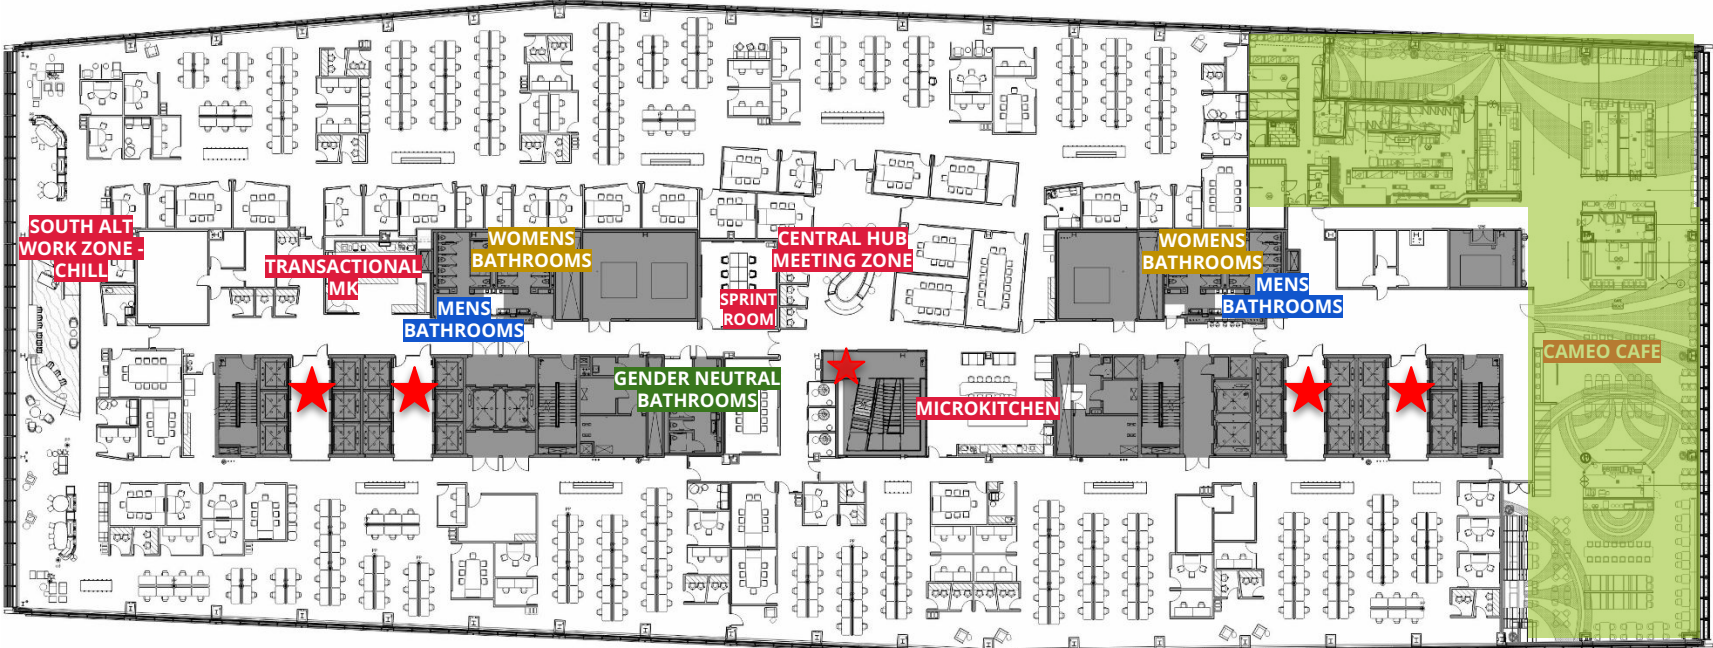 SOUTH ALT
WORK ZONE -
CHILL
TRANSACTIONAL
MK
WOMENS
BATHROOMS
MENS
BATHROOMS
SPRINT
ROOM
CENTRAL HUB
MEETING ZONE
WOMENS
BATHROOMS
MENS
BATHROOMS
GENDER NEUTRAL
BATHROOMS
MICROKITCHEN
CAMEO CAFE